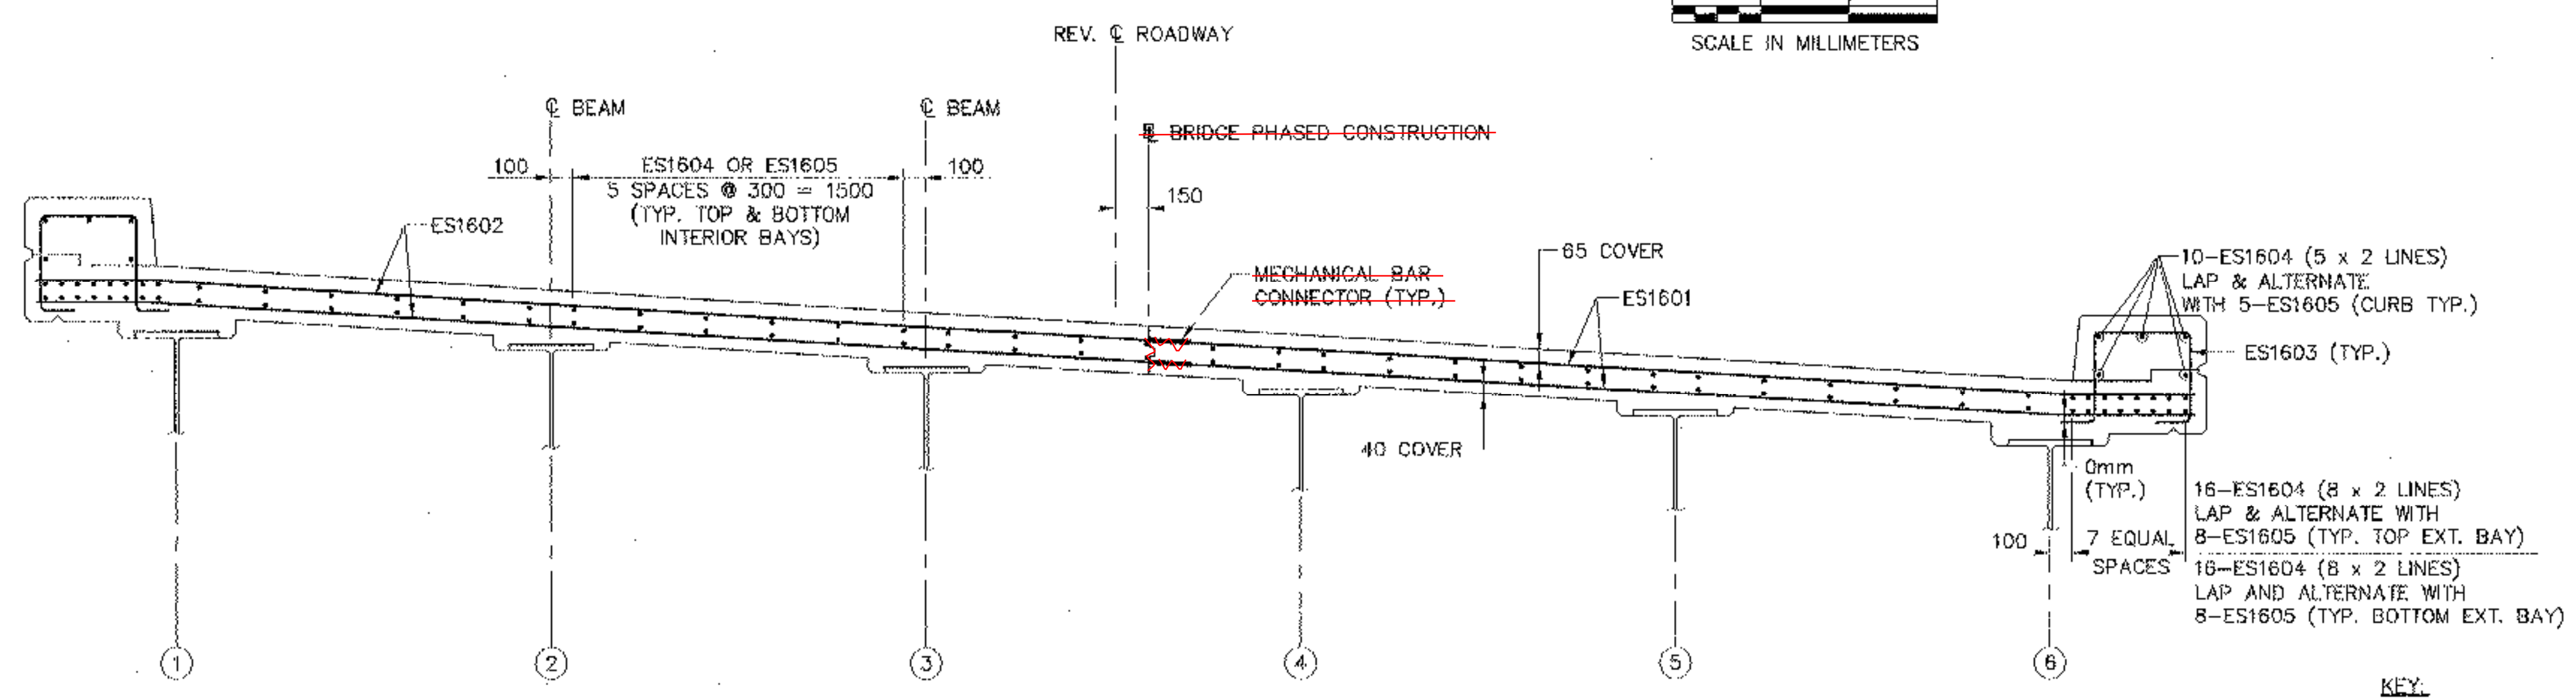 SCALE IN MILLIMETERS
REV. ℄ ROADWAY
℄ BEAM
℄ BEAM
BRIDGE PHASED CONSTRUCTION
100
ES1604 OR ES1605
5 SPACES @ 300 = 1500
(TYP. TOP & BOTTOM
INTERIOR BAYS)
100
150
ES1602
MECHANICAL BAR
CONNECTOR (TYP.)
65 COVER
ES1601
10-ES1604 (5 x 2 LINES)
LAP & ALTERNATE
WITH 5-ES1605 (CURB TYP.)
ES1603 (TYP.)
40 COVER
0mm
(TYP.)
16-ES1604 (8 x 2 LINES)
LAP & ALTERNATE WITH
8-ES1605 (TYP. TOP EXT. BAY)
100
7 EQUAL
SPACES
16-ES1604 (8 x 2 LINES)
LAP AND ALTERNATE WITH
8-ES1605 (TYP. BOTTOM EXT. BAY)
1
2
3
4
5
6
KEY: